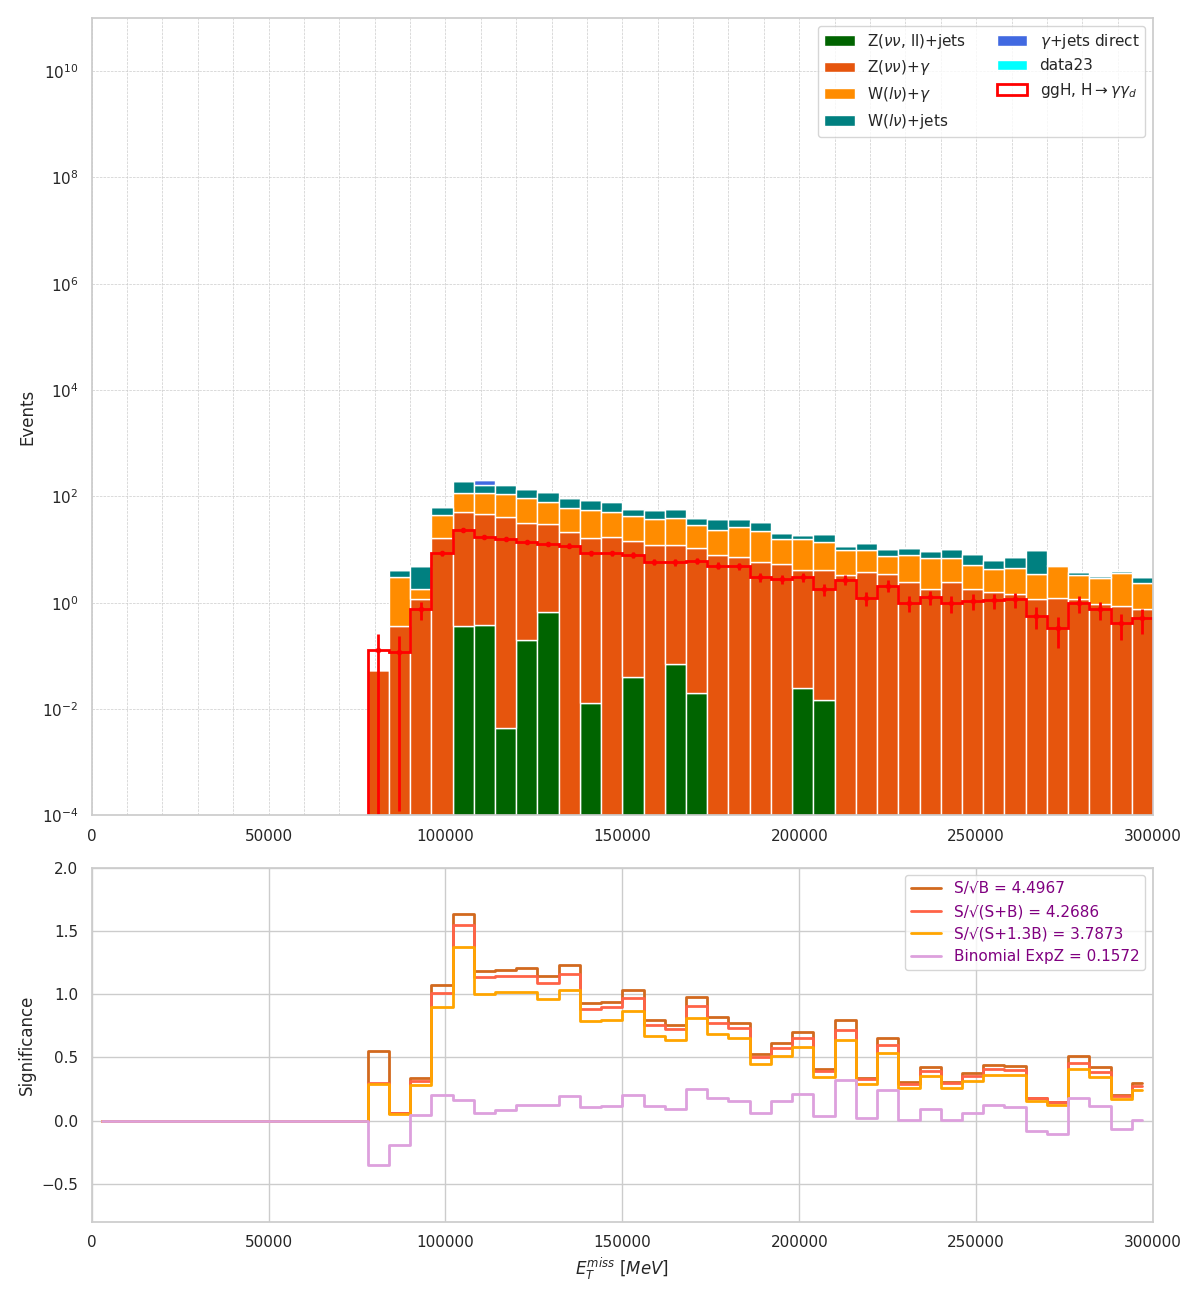 Z(νν, ll)+jets
Z(νν)+γ
W(lν)+γ
W(lν)+jets
γ+jets direct
data23
ggH, H→γγ_d
Events
10^10
10^8
10^6
10^4
10^2
10^0
10^−2
10^−4
0 50000 100000 150000 200000 250000 300000
S/√B = 4.4967
S/√(S+B) = 4.2686
S/√(S+1.3B) = 3.7873
Binomial ExpZ = 0.1572
Significance
2.0
1.5
1.0
0.5
0.0
−0.5
0 50000 100000 150000 200000 250000 300000
E_T^miss [MeV]